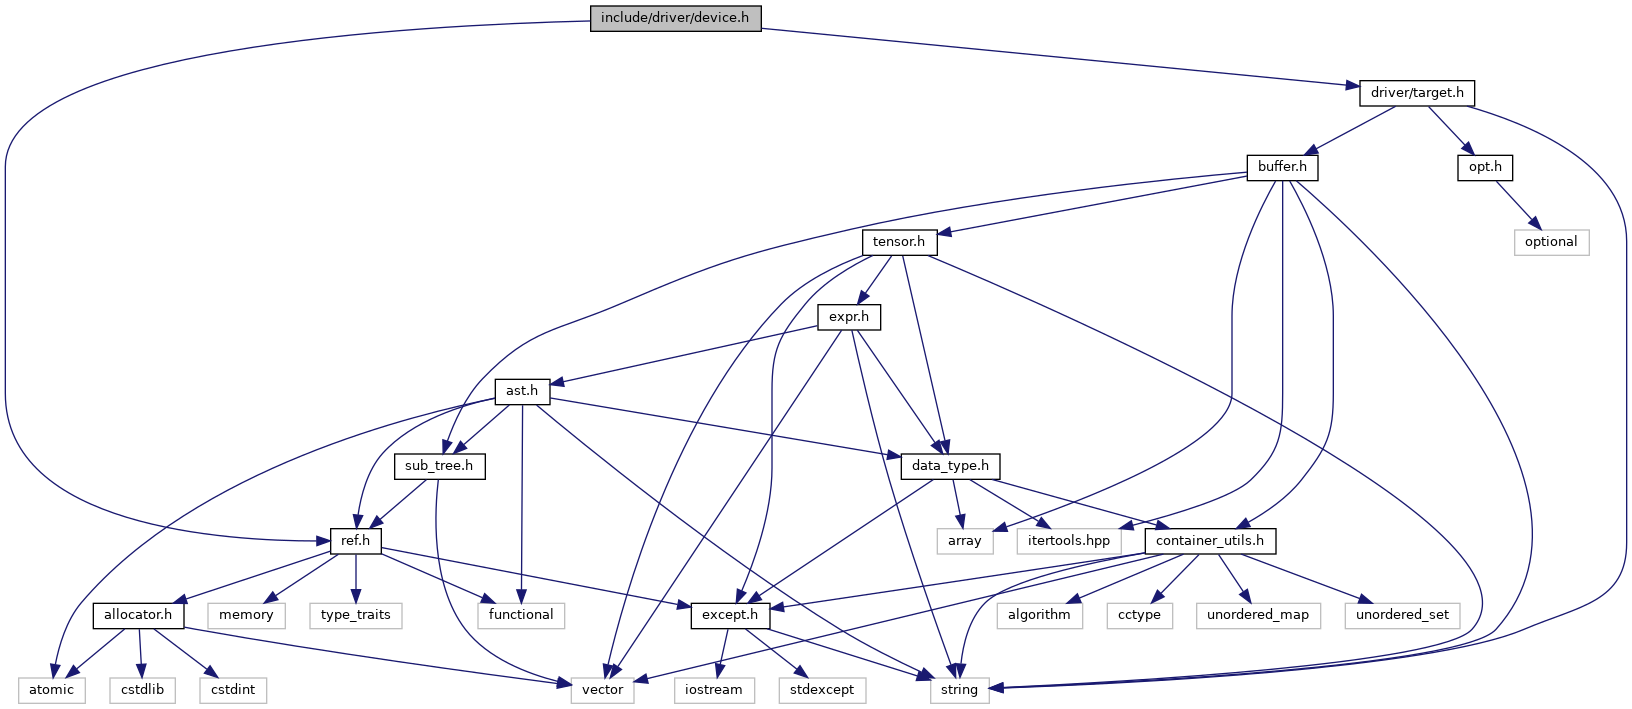 include/driver/device.h
driver/target.h
buffer.h
opt.h
tensor.h
optional
expr.h
ast.h
sub_tree.h
data_type.h
ref.h
array
itertools.hpp
container_utils.h
allocator.h
memory
type_traits
functional
except.h
algorithm
cctype
unordered_map
unordered_set
atomic
cstdlib
cstdint
vector
iostream
stdexcept
string